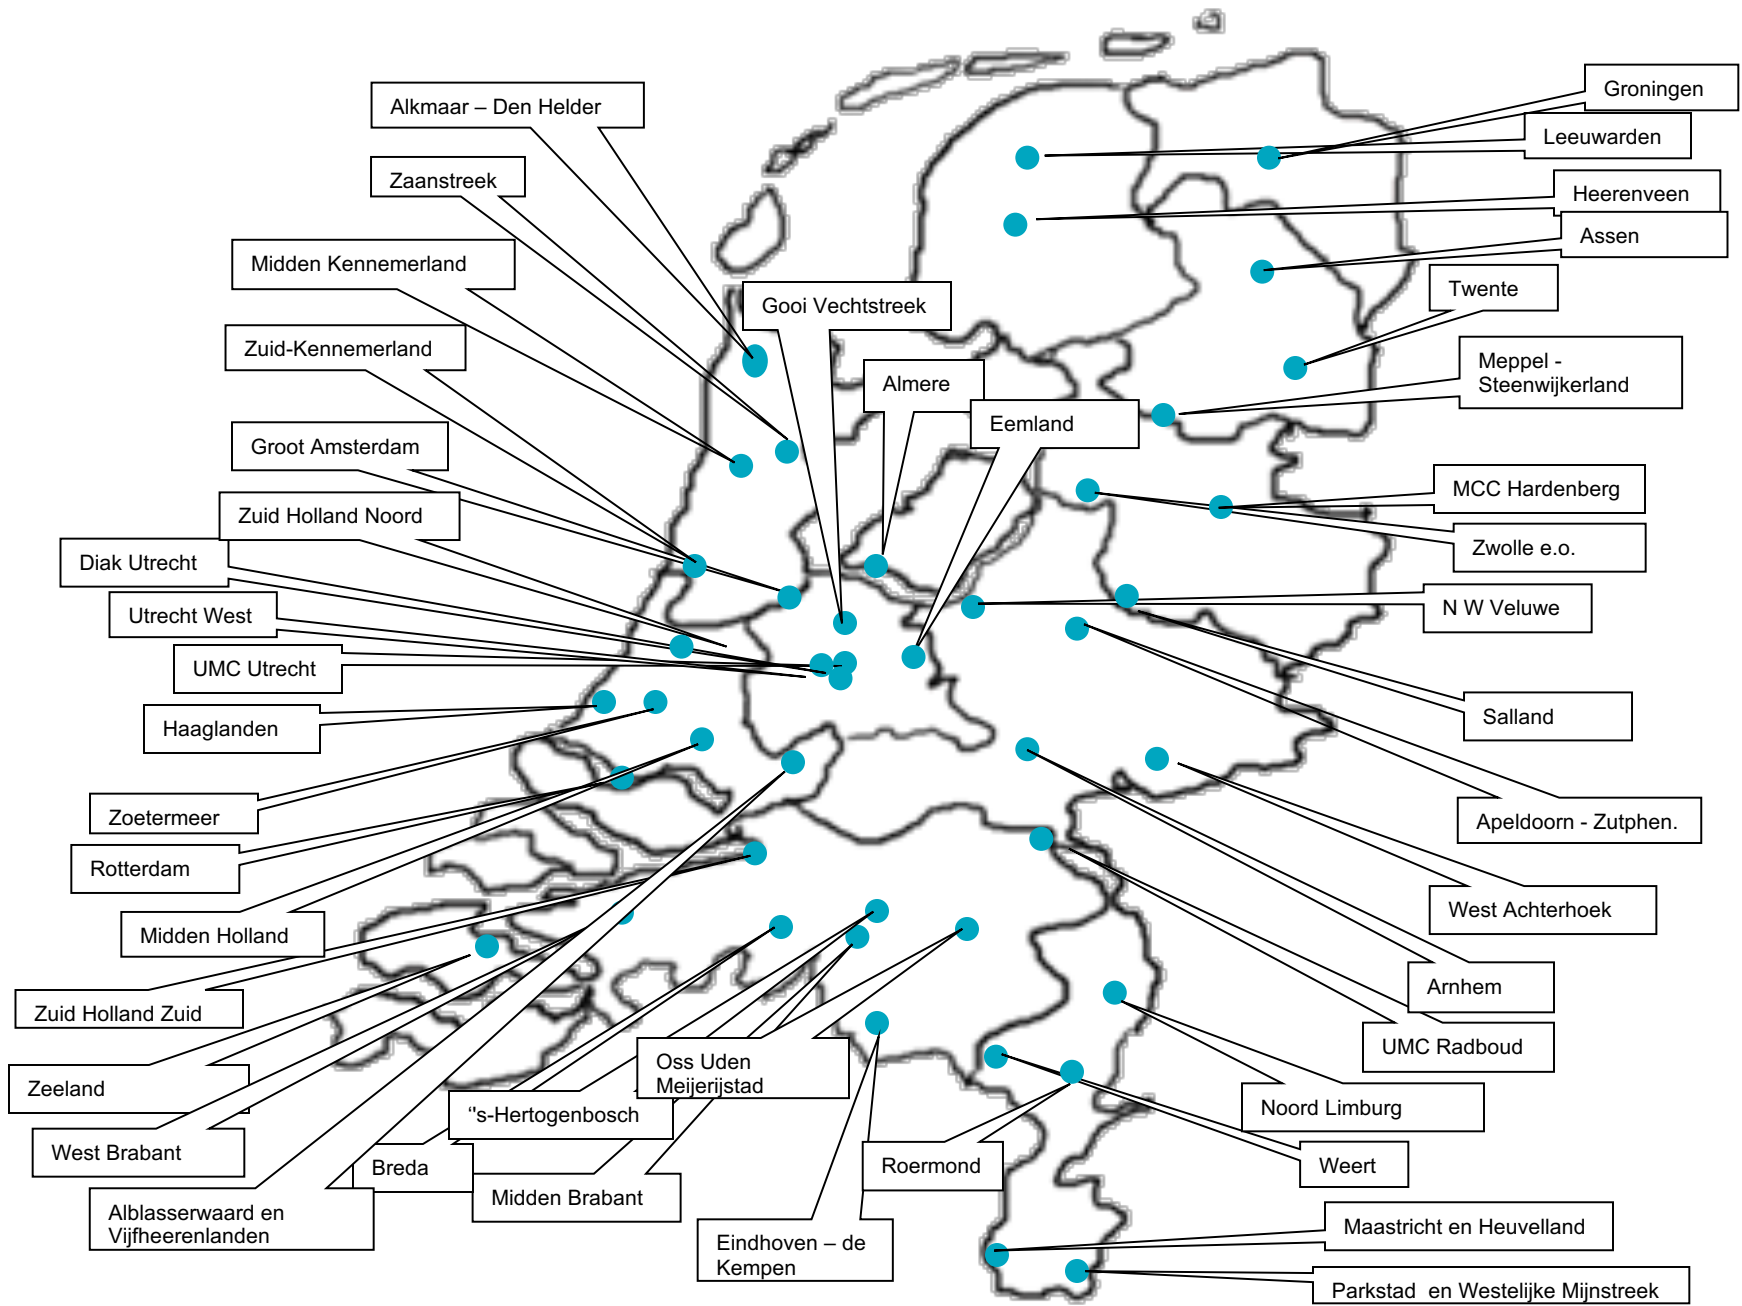 Groningen
Alkmaar – Den Helder
Leeuwarden
Zaanstreek
Heerenveen
Assen
Midden Kennemerland
Twente
Gooi Vechtstreek
Zuid-Kennemerland
Meppel -
Steenwijkerland
Almere
Eemland
Groot Amsterdam
MCC Hardenberg
Zuid Holland Noord
Zwolle e.o.
Diak Utrecht
N W Veluwe
Utrecht West
UMC Utrecht
Salland
Haaglanden
Zoetermeer
Apeldoorn - Zutphen.
Rotterdam
West Achterhoek
Midden Holland
Arnhem
Zuid Holland Zuid
UMC Radboud
Oss Uden
Meijerijstad
Zeeland
‘'s-Hertogenbosch
Noord Limburg
West Brabant
Breda
Roermond
Weert
Midden Brabant
Alblasserwaard en
Vijfheerenlanden
Maastricht en Heuvelland
Eindhoven – de
Kempen
Parkstad  en Westelijke Mijnstreek